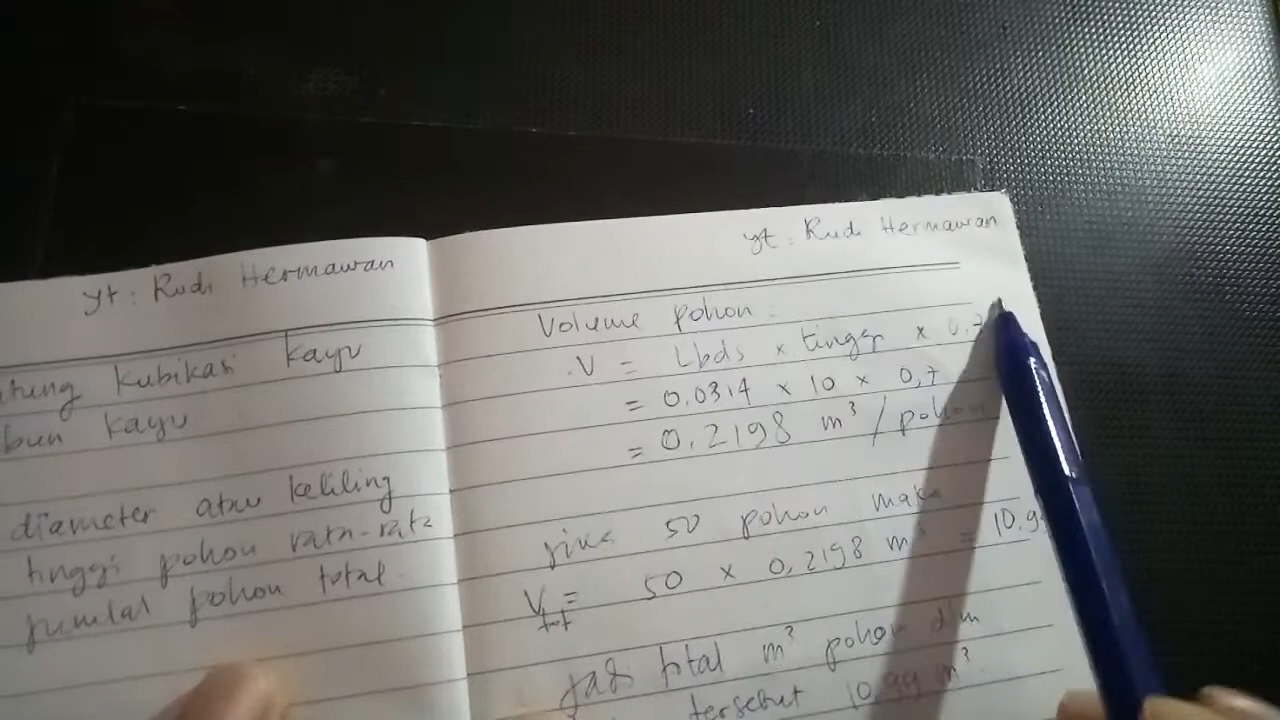 yt : Rudi Hermawan
kubikasi kayu
kayu
diameter atau keliling
tinggi pohon rata-rata
jumlah pohon total
yt : Rudi Hermawan
Volume pohon :
V = Lbds x tinggi x 0.7
= 0.0314 x 10 x 0,7
= 0,2198 m³ / pohon
jika 50 pohon maka
Vtot = 50 x 0,2198 m³ = 10.9
jadi total m³ pohon dlm
tersebut 10.99 m³.